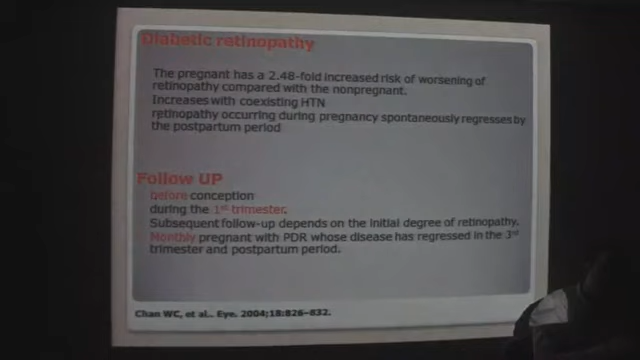 Diabetic retinopathy
The pregnant has a 2.48-fold increased risk of worsening of
retinopathy compared with the nonpregnant.
Increases with coexisting HTN
retinopathy occurring during pregnancy spontaneously regresses by
the postpartum period
Follow UP
before conception
during the 1st trimester.
Subsequent follow-up depends on the initial degree of retinopathy.
Monthly pregnant with PDR whose disease has regressed in the 3rd
trimester and postpartum period.
Chan WC, et al.. Eye. 2004;18:826–832.